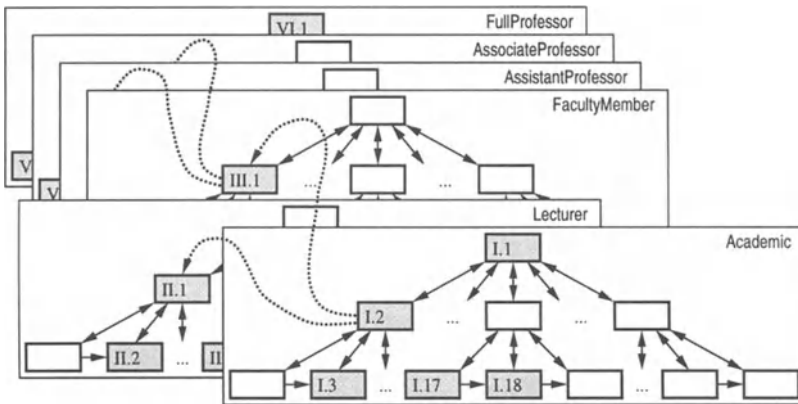 VI.1
FullProfessor
AssociateProfessor
AssistantProfessor
FacultyMember
V
V
III.1
...
...
Lecturer
Academic
I.1
II.1
I.2
...
...
II.2
...
II
I.3
...
I.17
I.18
...